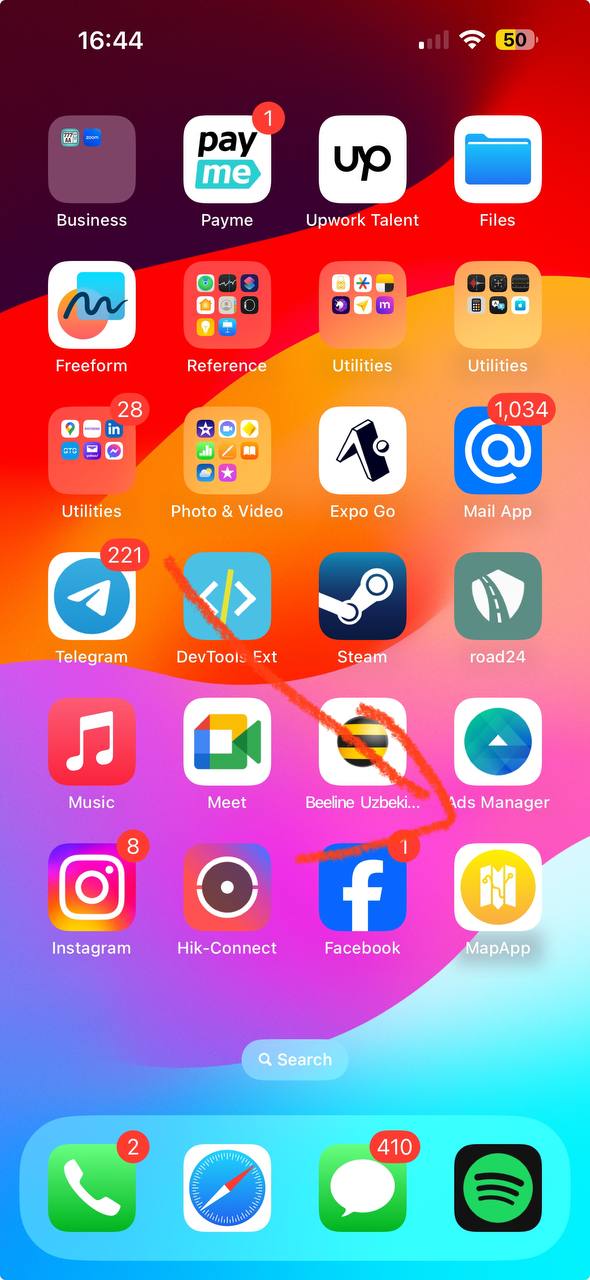 16:44
50
1
pay
me
up
Business
Payme
Upwork Talent
Files
Freeform
Reference
Utilities
Utilities
28
1,034
Utilities
Photo & Video
Expo Go
Mail App
221
Telegram
DevTools Ext
Steam
road24
Music
Meet
Beeline Uzbeki...
Ads Manager
8
1
Instagram
Hik-Connect
Facebook
MapApp
Search
2
410